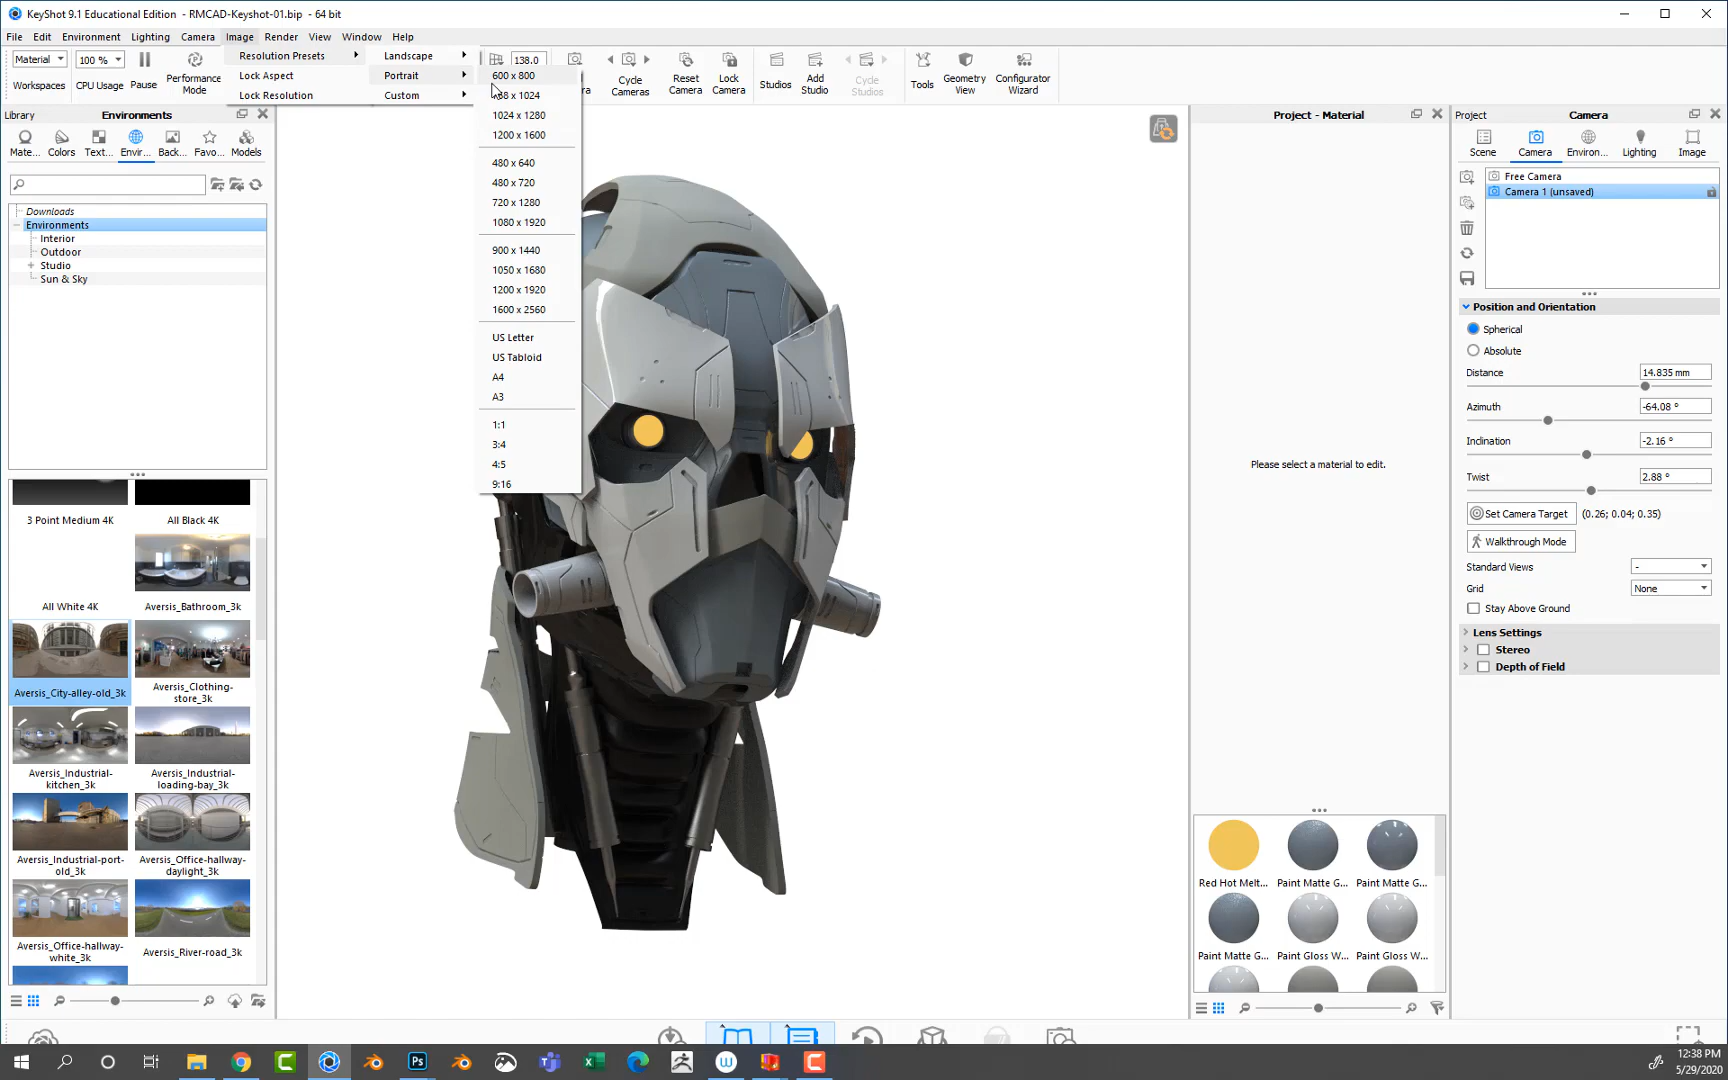 KeyShot 9.1 Educational Edition - RMCAD-Keyshot-01.bip - 64 bit
File Edit Environment Lighting Camera Image Render View Window Help
Material
100 %
138.0
Workspaces
CPU Usage
Pause
Performance Mode
Resolution Presets
Lock Aspect
Lock Resolution
Landscape
Portrait
Custom
600 x 800
1024
1024 x 1280
1200 x 1600
480 x 640
480 x 720
720 x 1280
1080 x 1920
900 x 1440
1050 x 1680
1200 x 1920
1600 x 2560
US Letter
US Tabloid
A4
A3
1:1
3:4
4:5
9:16
Cycle Cameras
Reset Camera
Lock Camera
Studios
Add Studio
Cycle Studios
Tools
Geometry View
Configurator Wizard
Library
Environments
Mate...
Colors
Text...
Envir...
Back...
Favo...
Models
Downloads
Environments
Interior
Outdoor
Studio
Sun & Sky
3 Point Medium 4K
All Black 4K
All White 4K
Aversis_Bathroom_3k
Aversis_City-alley-old_3k
Aversis_Clothing-store_3k
Aversis_Industrial-kitchen_3k
Aversis_Industrial-loading-bay_3k
Aversis_Industrial-port-old_3k
Aversis_Office-hallway-daylight_3k
Aversis_Office-hallway-white_3k
Aversis_River-road_3k
Project - Material
Please select a material to edit.
Red Hot Melt...
Paint Matte G...
Paint Matte G...
Paint Matte G...
Paint Gloss W...
Paint Gloss W...
Project
Camera
Scene
Camera
Environ...
Lighting
Image
Free Camera
Camera 1 (unsaved)
Position and Orientation
Spherical
Absolute
Distance
14.835 mm
Azimuth
-64.08 °
Inclination
-2.16 °
Twist
2.88 °
Set Camera Target
(0.26; 0.04; 0.35)
Walkthrough Mode
Standard Views
-
Grid
None
Stay Above Ground
Lens Settings
Stereo
Depth of Field
12:38 PM
5/29/2020